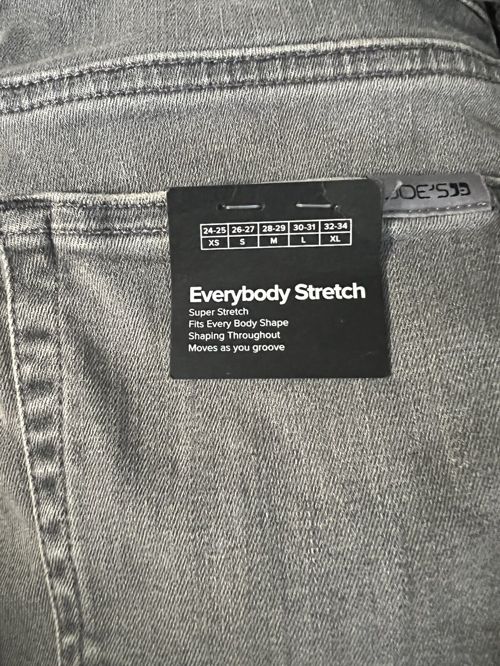 JOE'S
24-25 26-27 28-29 30-31 32-34
XS S M L XL
Everybody Stretch
Super Stretch
Fits Every Body Shape
Shaping Throughout
Moves as you groove